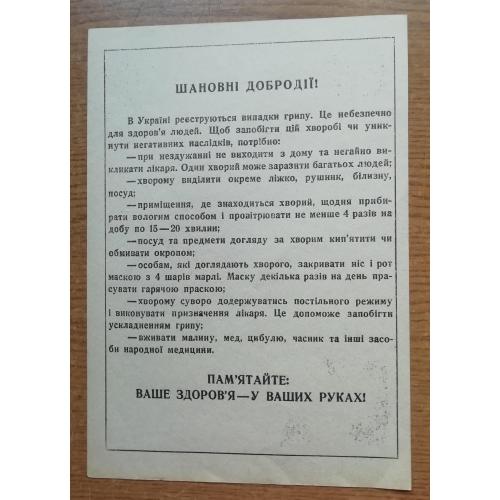 ШАНОВНІ ДОБРОДІЇ!
В Україні реєструються випадки грипу. Це небезпечно
для здоров'я людей. Щоб запобігти цій хворобі чи уник-
нути негативних наслідків, потрібно:
—при нездужанні не виходити з дому та негайно ви-
кликати лікаря. Один хворий може заразити багатьох людей;
—хворому виділити окреме ліжко, рушник, білизну,
посуд;
—приміщення, де знаходиться хворий, щодня прибирати
рати вологим способом і провітрювати не менше 4 разів на
добу по 15—20 хвилин;
—посуд та предмети догляду за хворим кип'ятити чи
обмивати окропом;
—особам, які доглядають хворого, закривати ніс і рот
маскою з 4 шарів марлі. Маску декілька разів на день пра-
сувати гарячою праскою;
—хворому суворо додержуватись постільного режиму
і виконувати призначення лікаря. Це допоможе запобігти
ускладненням грипу;
—вживати малину, мед, цибулю, часник та інші засо-
би народної медицини.
ПАМ'ЯТАЙТЕ:
ВАШЕ ЗДОРОВ'Я—У ВАШИХ РУКАХ!